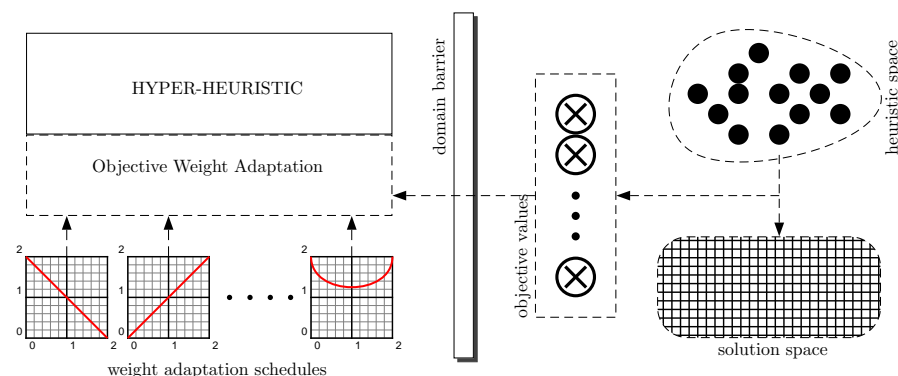 HYPER-HEURISTIC
Objective Weight Adaptation
domain barrier
objective values
heuristic space
solution space
2
1
0
0
1
2
2
1
0
0
1
2
2
1
0
0
1
2
weight adaptation schedules